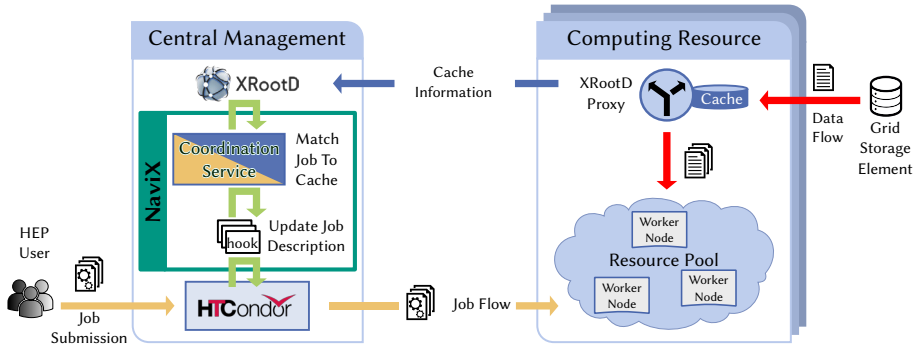 Central Management
Computing Resource
XRootD
Cache
Information
XRootD
Proxy
Cache
Data
Flow
Grid
Storage
Element
NaviX
Coordination
Service
Match
Job To
Cache
hook
Update Job
Description
HEP
User
Job
Submission
HTCondor
Job Flow
Worker
Node
Resource Pool
Worker
Node
Worker
Node